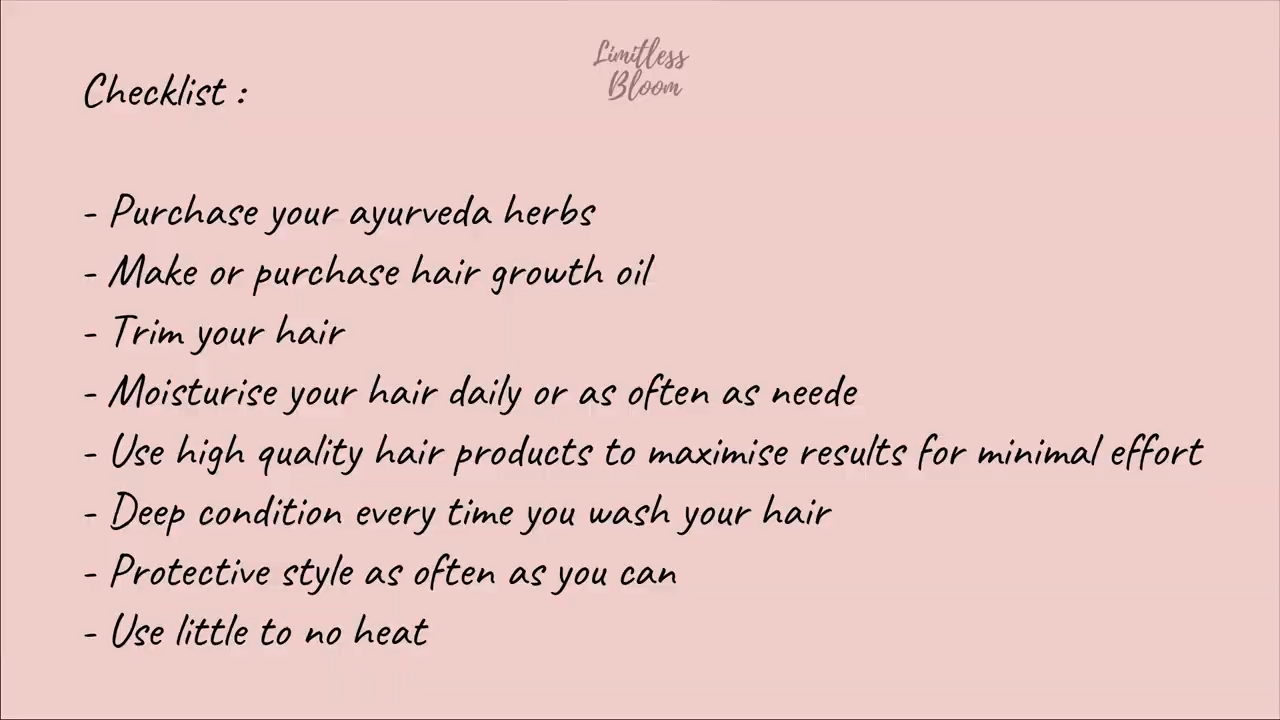 Limitless
Bloom
Checklist :
- Purchase your ayurveda herbs
- Make or purchase hair growth oil
- Trim your hair
- Moisturise your hair daily or as often as neede
- Use high quality hair products to maximise results for minimal effort
- Deep condition every time you wash your hair
- Protective style as often as you can
- Use little to no heat